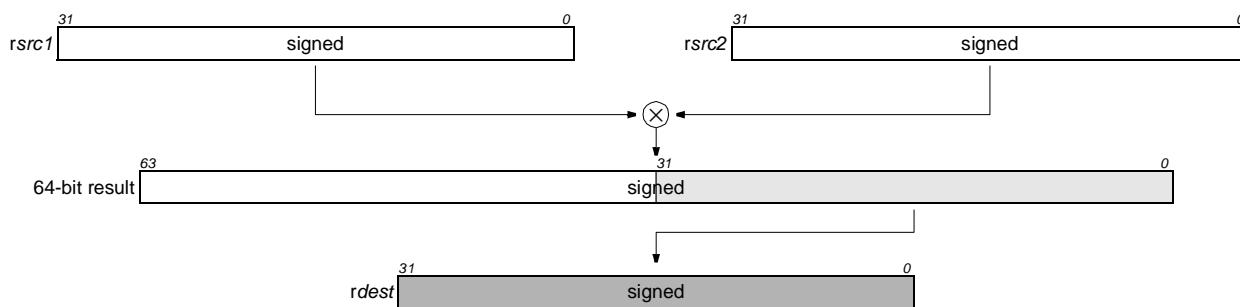 31 0 31 0
rsrc1 signed rsrc2 signed
63 31 0
64-bit result signed
31 0
rdest signed